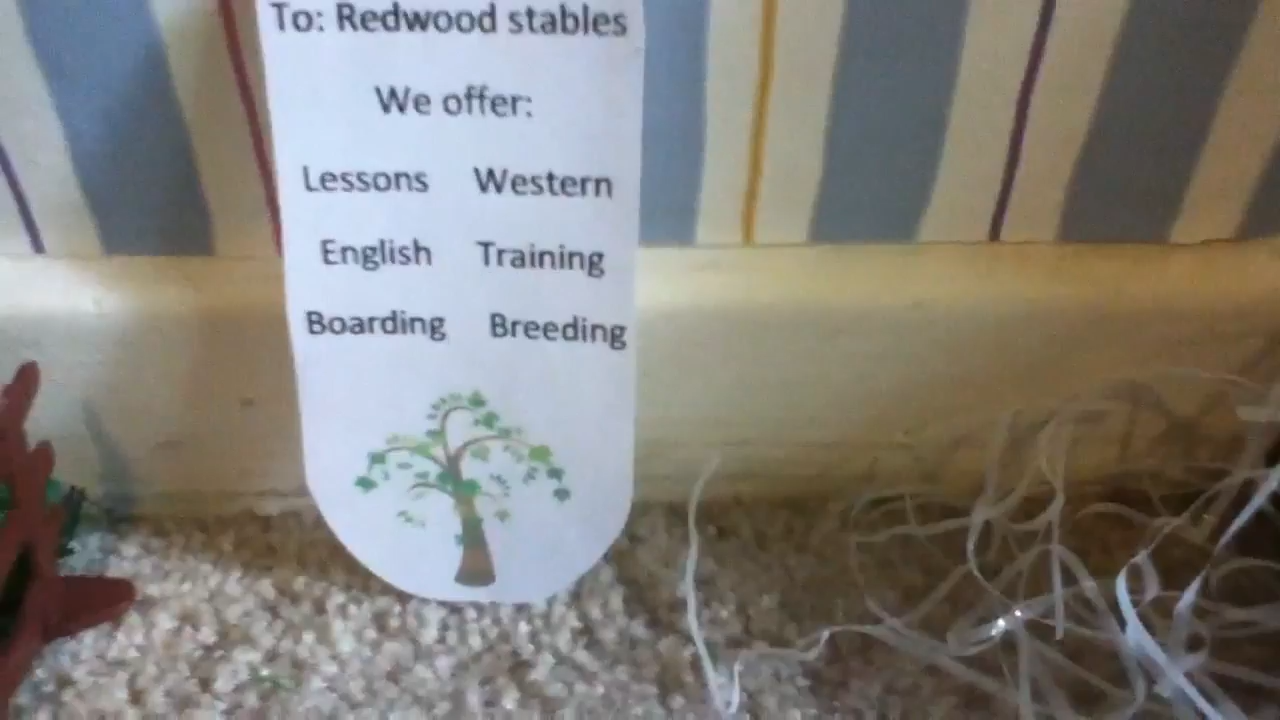 To: Redwood stables
We offer:
Lessons Western
English Training
Boarding Breeding